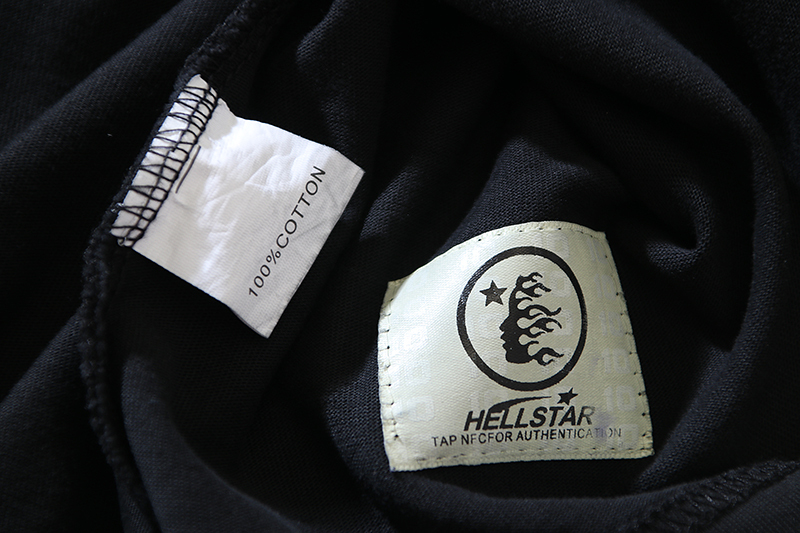 100%COTTON
HELLSTAR
TAP NFCFOR AUTHENTICATION